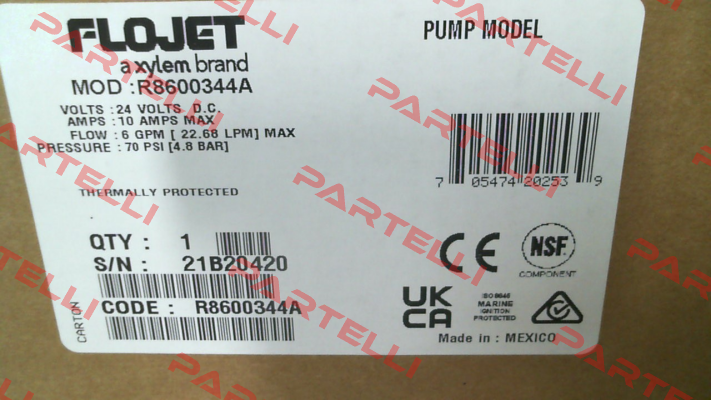 FLOJET
a xylem brand
PUMP MODEL
MOD :R8600344A
VOLTS :24 VOLTS D.C.
AMPS :10 AMPS MAX
FLOW :6 GPM [ 22.68 LPM] MAX
PRESSURE :70 PSI [4.8 BAR]
7 05474 20253 9
THERMALLY PROTECTED
QTY : 1
S/N : 21B20420
CODE : R8600344A
CARTON
CE
NSF
COMPONENT
UK
CA
ISO 8846
MARINE
IGNITION
PROTECTED
Made in : MEXICO
PARTELLI
PARTELLI
PARTELLI
PARTELLI
PARTELLI
PARTELLI
PARTELLI